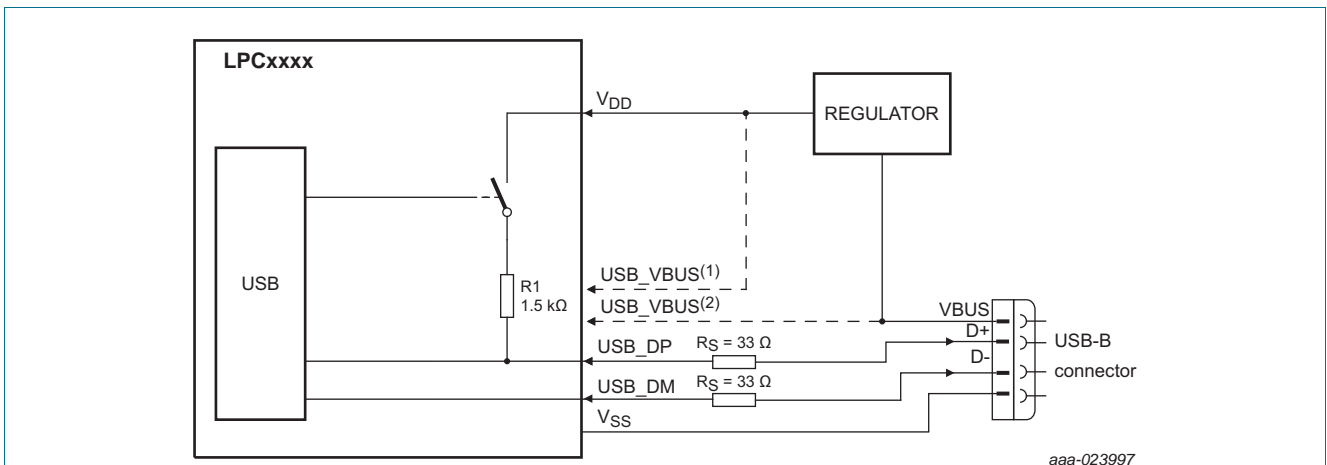 LPCxxxx
VDD
REGULATOR
USB
R1
1.5 kΩ
USB_VBUS(1)
USB_VBUS(2)
VBUS
D+
USB-B
USB_DP
RS = 33 Ω
D-
connector
USB_DM
RS = 33 Ω
VSS
aaa-023997